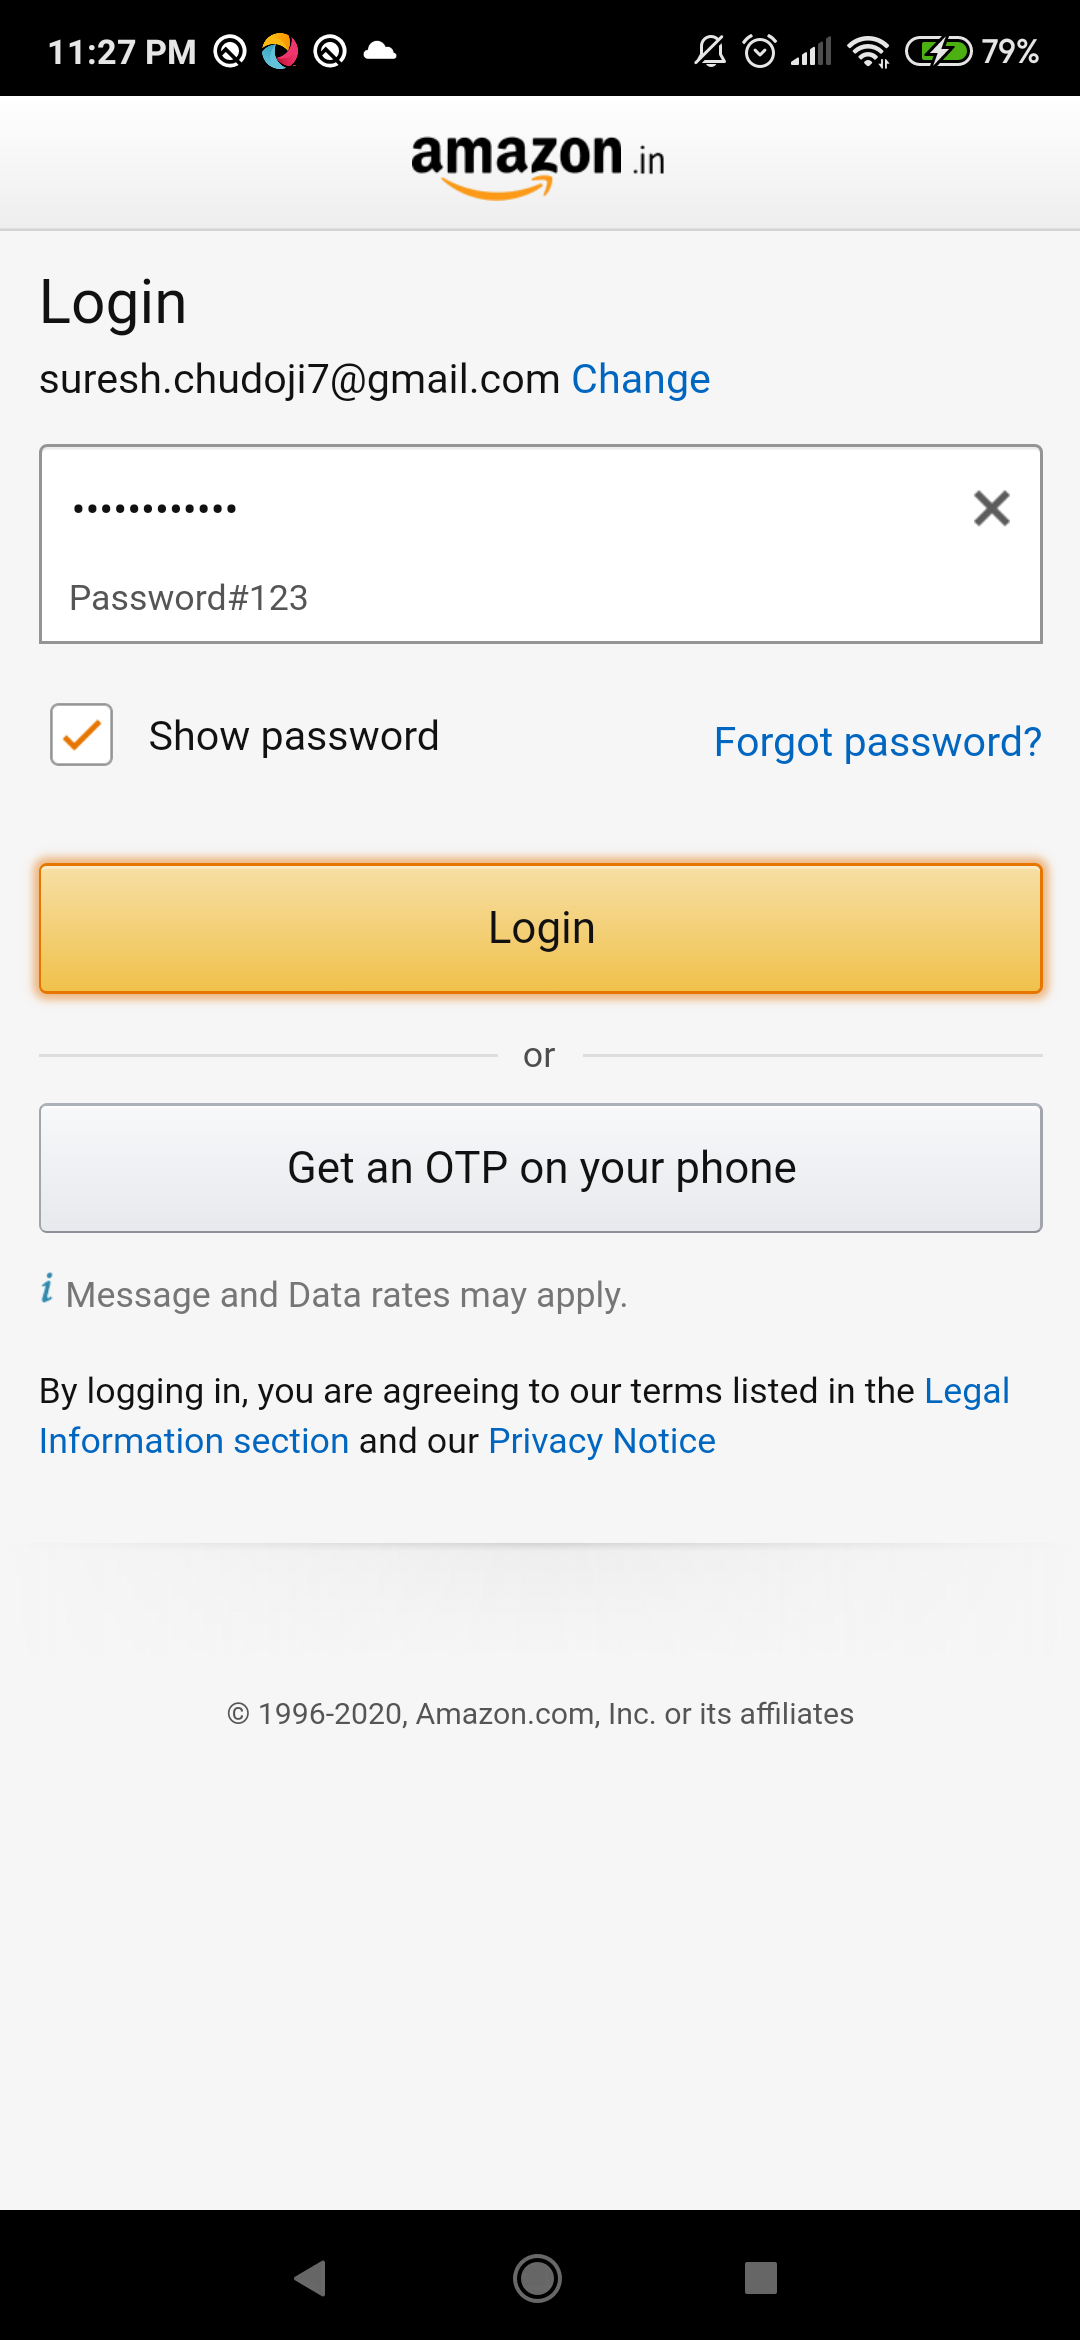 11:27 PM
79%
amazon.in
Login
suresh.chudoji7@gmail.com Change
••••••••••••
Password#123
Show password
Forgot password?
Login
or
Get an OTP on your phone
i Message and Data rates may apply.
By logging in, you are agreeing to our terms listed in the Legal
Information section and our Privacy Notice
© 1996-2020, Amazon.com, Inc. or its affiliates